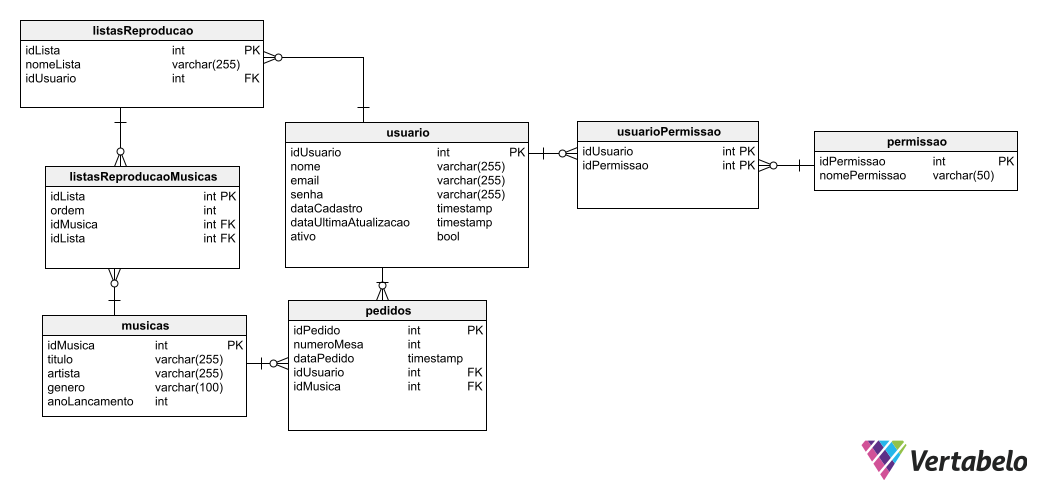 listasReproducao
idLista int PK
nomeLista varchar(255)
idUsuario int FK
usuario
idUsuario int PK
nome varchar(255)
email varchar(255)
senha varchar(255)
dataCadastro timestamp
dataUltimaAtualizacao timestamp
ativo bool
usuarioPermissao
idUsuario int PK
idPermissao int PK
permissao
idPermissao int PK
nomePermissao varchar(50)
listasReproducaoMusicas
idLista int PK
ordem int
idMusica int FK
idLista int FK
musicas
idMusica int PK
titulo varchar(255)
artista varchar(255)
genero varchar(100)
anoLancamento int
pedidos
idPedido int PK
numeroMesa int
dataPedido timestamp
idUsuario int FK
idMusica int FK
Vertabelo